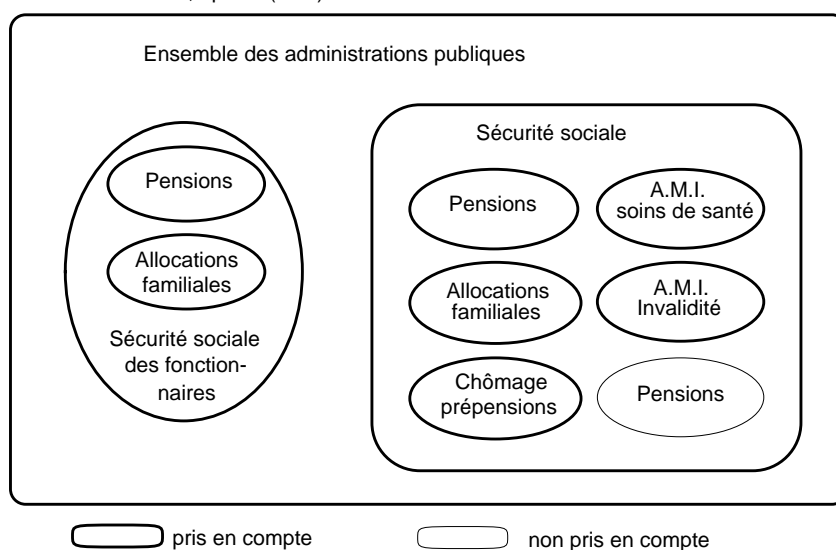 Ensemble des administrations publiques
Pensions
Allocations
familiales
Sécurité sociale
des fonction-
naires
Sécurité sociale
Pensions
A.M.I.
soins de santé
Allocations
familiales
A.M.I.
Invalidité
Chômage
prépensions
Pensions
pris en compte
non pris en compte